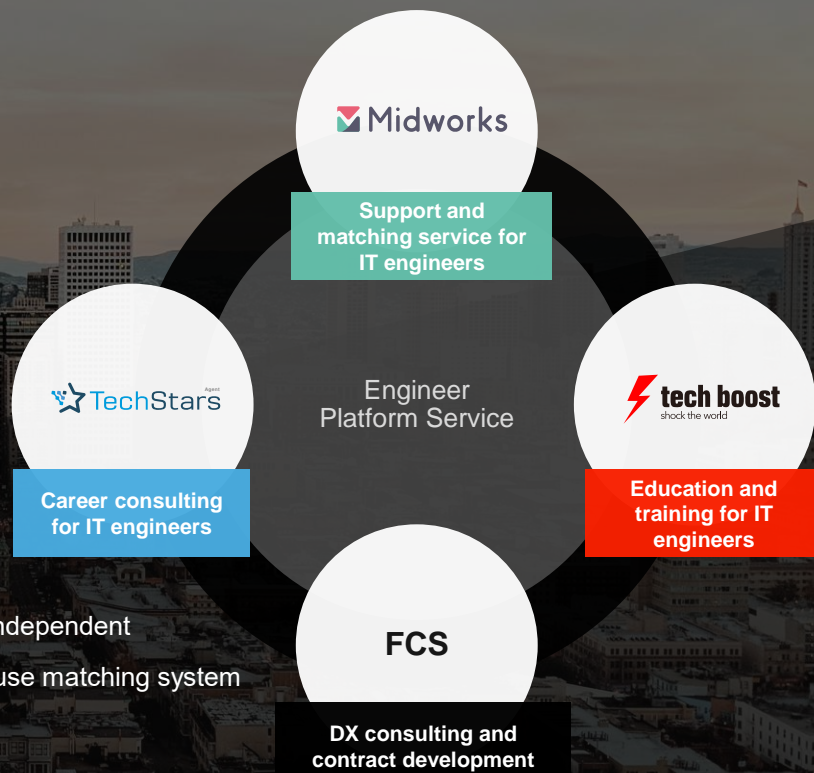 Midworks
Support and
matching service for
IT engineers
Agent
TechStars
Career consulting
for IT engineers
Engineer
Platform Service
tech boost
shock the world
Education and
training for IT
engineers
ndependent
use matching system
FCS
DX consulting and
contract development